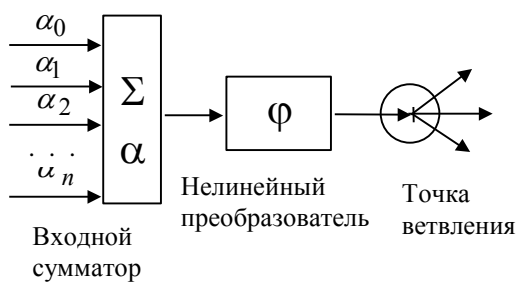 α₀
α₁
α₂
. . .
αₙ
Σ
α
φ
Входной
сумматор
Нелинейный
преобразователь
Точка
ветвления